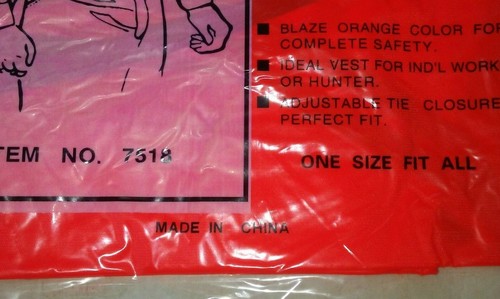 BLAZE ORANGE COLOR FOR
COMPLETE SAFETY.
IDEAL VEST FOR IND'L WORK
OR HUNTER.
ADJUSTABLE TIE CLOSURE
PERFECT FIT.
TEM NO. 7618
ONE SIZE FIT ALL
MADE IN CHINA